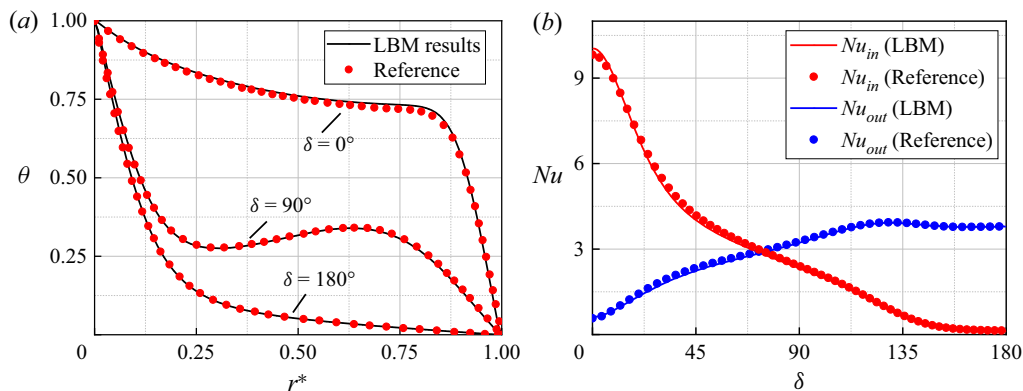 (a)
1.00
0.75
0.50
0.25
0
0.25
0.50
0.75
1.00
θ
r*
LBM results
Reference
δ = 0°
δ = 90°
δ = 180°
(b)
9
6
3
0
45
90
135
180
Nu
δ
Nu_in (LBM)
Nu_in (Reference)
Nu_out (LBM)
Nu_out (Reference)